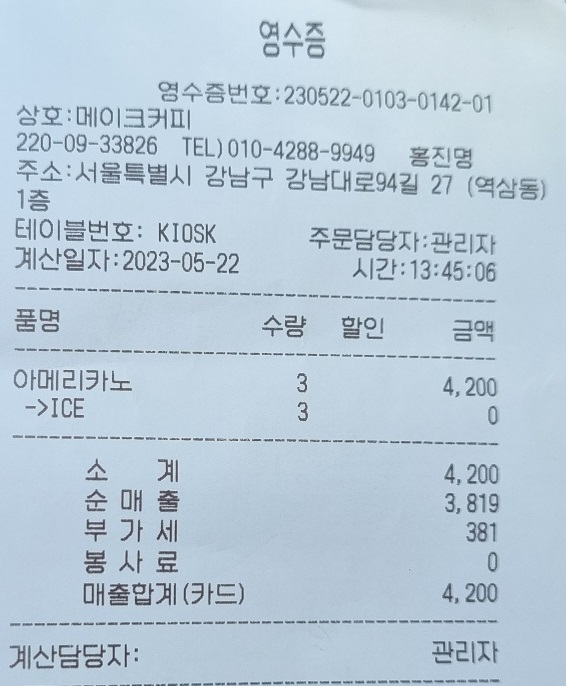 영수증
영수증번호:230522-0103-0142-01
상호:메이크커피
220-09-33826 TEL)010-4288-9949 홍진명
주소:서울특별시 강남구 강남대로94길 27 (역삼동)
1층
테이블번호: KIOSK 주문담당자:관리자
계산일자:2023-05-22 시간:13:45:06
품명 수량 할인 금액
아메리카노 3 4,200
->ICE 3 0
소 계 4,200
순 매 출 3,819
부 가 세 381
봉 사 료 0
매출합계(카드) 4,200
계산담당자: 관리자